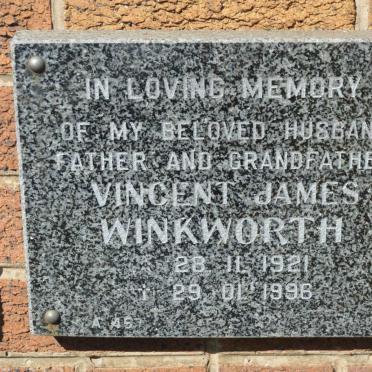 IN LOVING MEMORY
OF MY BELOVED HUSBAN
FATHER AND GRANDFATHE
VINCENT JAMES
WINKWORTH
28 11 1921
† 29 01 1996
A 45